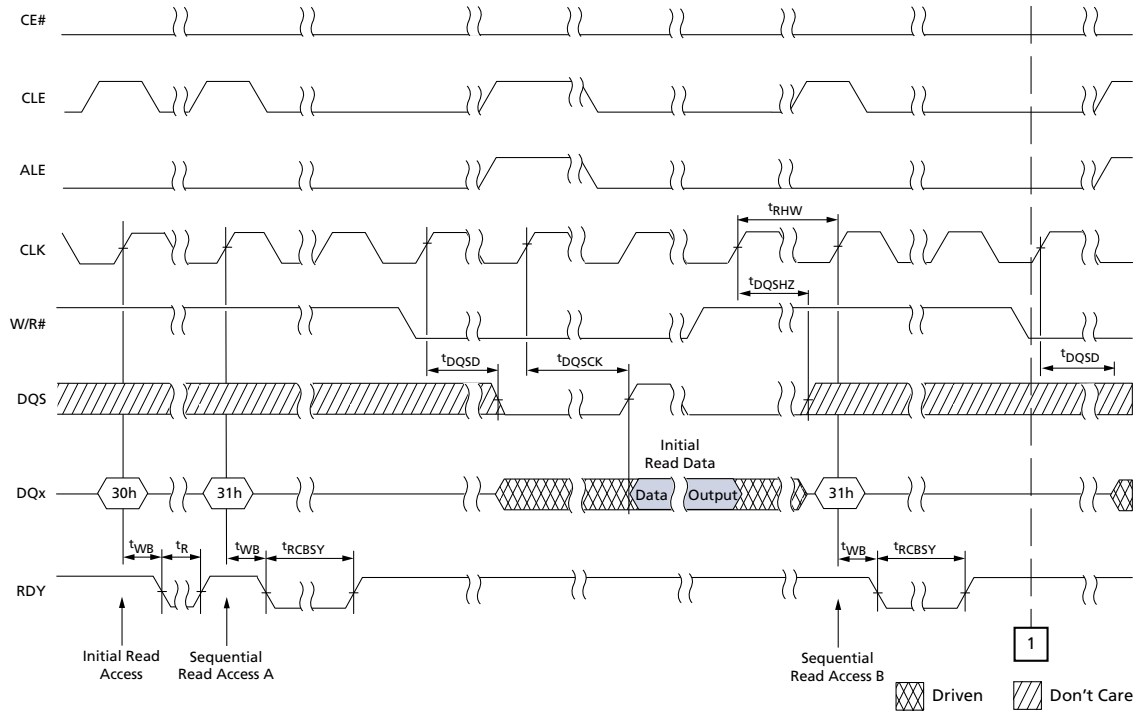 CE#
CLE
ALE
tRHW
CLK
tDQSHZ
W/R#
tDQSD
tDQSCK
tDQSD
DQS
Initial
Read Data
DQx
30h
31h
Data
Output
31h
tWB
tR
tWB
tRCBSY
tWB
tRCBSY
RDY
Initial Read
Access
Sequential
Read Access A
Sequential
Read Access B
1
Driven
Don't Care